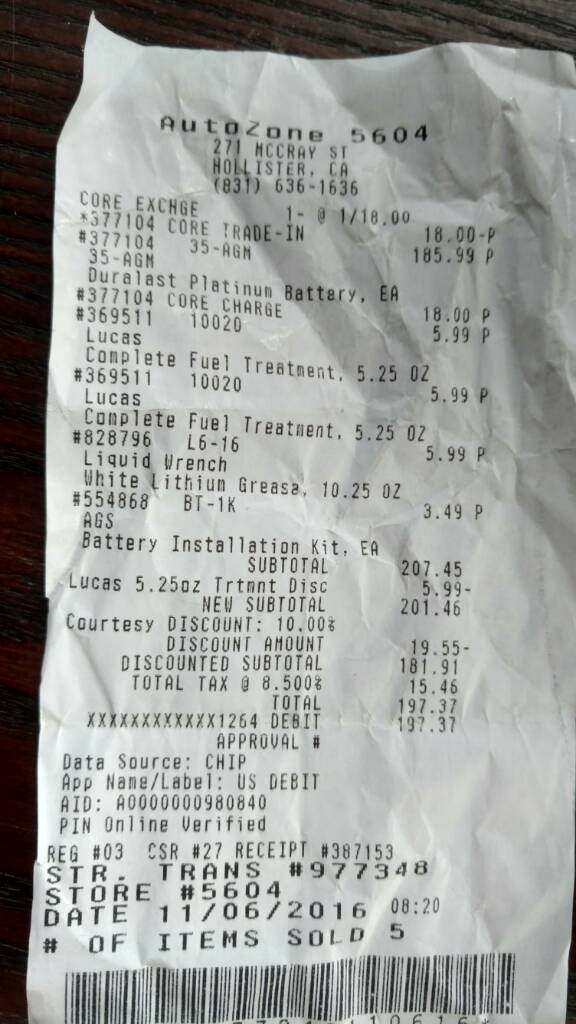 AutoZone 5604
271 MCCRAY ST
HOLLISTER, CA
(831) 636-1636
CORE EXCHGE 1- @ 1/18.00
*377104 CORE TRADE-IN 18.00-P
#377104 35-AGM 185.99 P
35-AGM
Duralast Platinum Battery, EA
#377104 CORE CHARGE 18.00 P
#369511 10020 5.99 P
Lucas
Complete Fuel Treatment, 5.25 OZ
#369511 10020 5.99 P
Lucas
Complete Fuel Treatment, 5.25 OZ
#828796 L6-16 5.99 P
Liquid Wrench
White Lithium Grease, 10.25 OZ
#554868 BT-1K 3.49 P
AGS
Battery Installation Kit, EA
SUBTOTAL 207.45
Lucas 5.25oz Trtmnt Disc 5.99-
NEW SUBTOTAL 201.46
Courtesy DISCOUNT: 10.00%
DISCOUNT AMOUNT 19.55-
DISCOUNTED SUBTOTAL 181.91
TOTAL TAX @ 8.500% 15.46
TOTAL 197.37
XXXXXXXXXXXX1264 DEBIT 197.37
APPROVAL #
Data Source: CHIP
App Name/Label: US DEBIT
AID: A0000000980840
PIN Online Verified
REG #03 CSR #27 RECEIPT #387153
STR. TRANS #977348
STORE #5604
DATE 11/06/2016 08:20
# OF ITEMS SOLD 5